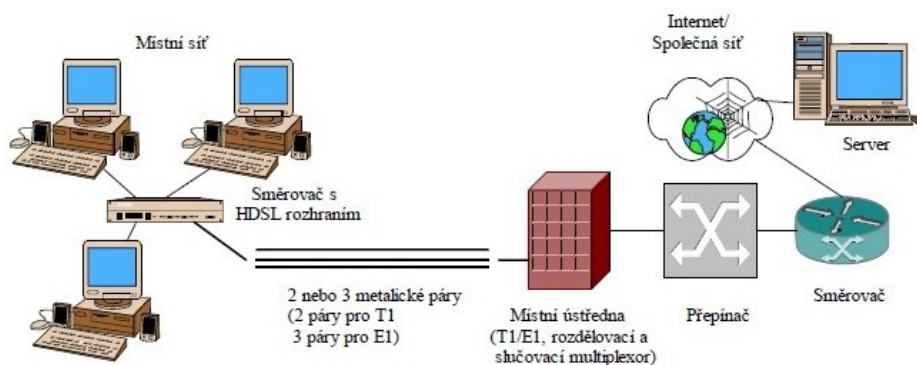 Místní síť
Směrovač s
HDSL rozhraním
2 nebo 3 metalické páry
(2 páry pro T1
3 páry pro E1)
Internet/
Společná síť
Server
Místní ústředna
(T1/E1, rozdělovací a
slučovací multiplexor)
Přepínač
Směrovač